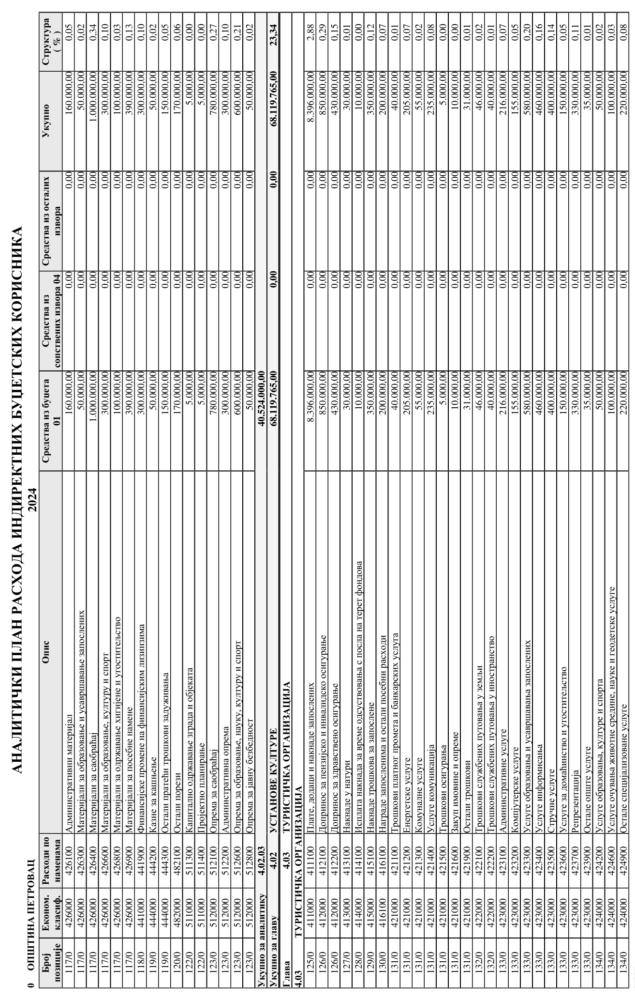 АНАЛИТИЧКИ ПЛАН РАСХОДА ИНДИРЕКТНИХ БУЏЕТСКИХ КОРИСНИКА
0 ОПШТИНА ПЕТРОВАЦ 2024
Број позиције Економ. класиф. Расходи по наменама Опис Средства из буџета 01 Средства из сопствених извора 04 Средства из осталих извора Укупно Структура ( % )
117/0 426000 426100 Административни материјал 160.000,00 0,00 0,00 160.000,00 0,05
117/0 426000 426300 Материјали за образовање и усавршавање запослених 50.000,00 0,00 0,00 50.000,00 0,02
117/0 426000 426400 Материјали за саобраћај 1.000.000,00 0,00 0,00 1.000.000,00 0,34
117/0 426000 426600 Материјали за образовање, културу и спорт 300.000,00 0,00 0,00 300.000,00 0,10
117/0 426000 426800 Материјали за одржавање хигијене и угоститељство 100.000,00 0,00 0,00 100.000,00 0,03
117/0 426000 426900 Материјали за посебне намене 390.000,00 0,00 0,00 390.000,00 0,13
118/0 441000 441900 Финансијске промене на финансијским лизинзима 300.000,00 0,00 0,00 300.000,00 0,10
119/0 444000 444200 Казне за кашњење 50.000,00 0,00 0,00 50.000,00 0,02
119/0 444000 444300 Остали пратећи трошкови задуживања 150.000,00 0,00 0,00 150.000,00 0,05
120/0 482000 482100 Остали порези 170.000,00 0,00 0,00 170.000,00 0,06
122/0 511000 511300 Капитално одржавање зграда и објеката 5.000,00 0,00 0,00 5.000,00 0,00
122/0 511000 511400 Пројектно планирање 5.000,00 0,00 0,00 5.000,00 0,00
123/0 512000 512100 Опрема за саобраћај 780.000,00 0,00 0,00 780.000,00 0,27
123/0 512000 512200 Административна опрема 300.000,00 0,00 0,00 300.000,00 0,10
123/0 512000 512600 Опрема за образовање, науку, културу и спорт 600.000,00 0,00 0,00 600.000,00 0,21
123/0 512000 512800 Опрема за јавну безбедност 50.000,00 0,00 0,00 50.000,00 0,02
Укупно за аналитику 4.02.03 40.524.000,00
Укупно за главу 4.02 УСТАНОВЕ КУЛТУРЕ 68.119.765,00 0,00 0,00 68.119.765,00 23,34
Глава 4.03 ТУРИСТИЧКА ОРГАНИЗАЦИЈА
4.03 ТУРИСТИЧКА ОРГАНИЗАЦИЈА
125/0 411000 411100 Плате, додаци и накнаде запослених 8.396.000,00 0,00 0,00 8.396.000,00 2,88
126/0 412000 412100 Допринос за пензијско и инвалидско осигурање 850.000,00 0,00 0,00 850.000,00 0,29
126/0 412000 412200 Допринос за здравствено осигурање 430.000,00 0,00 0,00 430.000,00 0,15
127/0 413000 413100 Накнаде у натури 30.000,00 0,00 0,00 30.000,00 0,01
128/0 414000 414100 Исплата накнада за време одсуствовања с посла на терет фондова 10.000,00 0,00 0,00 10.000,00 0,00
129/0 415000 415100 Накнаде трошкова за запослене 350.000,00 0,00 0,00 350.000,00 0,12
130/0 416100 416100 Награде запосленима и остали посебни расходи 200.000,00 0,00 0,00 200.000,00 0,07
131/0 421000 421100 Трошкови платног промета и банкарских услуга 40.000,00 0,00 0,00 40.000,00 0,01
131/0 421000 421200 Енергетске услуге 205.000,00 0,00 0,00 205.000,00 0,07
131/0 421000 421300 Комуналне услуге 55.000,00 0,00 0,00 55.000,00 0,02
131/0 421000 421400 Услуге комуникација 235.000,00 0,00 0,00 235.000,00 0,08
131/0 421000 421500 Трошкови осигурања 5.000,00 0,00 0,00 5.000,00 0,00
131/0 421000 421600 Закуп имовине и опреме 10.000,00 0,00 0,00 10.000,00 0,00
131/0 421000 421900 Остали трошкови 31.000,00 0,00 0,00 31.000,00 0,01
132/0 422000 422100 Трошкови службених путовања у земљи 46.000,00 0,00 0,00 46.000,00 0,02
132/0 422000 422200 Трошкови службених путовања у иностранство 40.000,00 0,00 0,00 40.000,00 0,01
133/0 423000 423100 Административне услуге 216.000,00 0,00 0,00 216.000,00 0,07
133/0 423000 423200 Компјутерске услуге 155.000,00 0,00 0,00 155.000,00 0,05
133/0 423000 423300 Услуге образовања и усавршавања запослених 580.000,00 0,00 0,00 580.000,00 0,20
133/0 423000 423400 Услуге информисања 460.000,00 0,00 0,00 460.000,00 0,16
133/0 423000 423500 Стручне услуге 400.000,00 0,00 0,00 400.000,00 0,14
133/0 423000 423600 Услуге за домаћинство и угоститељство 150.000,00 0,00 0,00 150.000,00 0,05
133/0 423000 423700 Репрезентација 330.000,00 0,00 0,00 330.000,00 0,11
133/0 423000 423900 Остале опште услуге 35.000,00 0,00 0,00 35.000,00 0,01
134/0 424000 424200 Услуге образовања, културе и спорта 50.000,00 0,00 0,00 50.000,00 0,02
134/0 424000 424600 Услуге очувања животне средине, науке и геодетске услуге 100.000,00 0,00 0,00 100.000,00 0,03
134/0 424000 424900 Остале специјализоване услуге 220.000,00 0,00 0,00 220.000,00 0,08